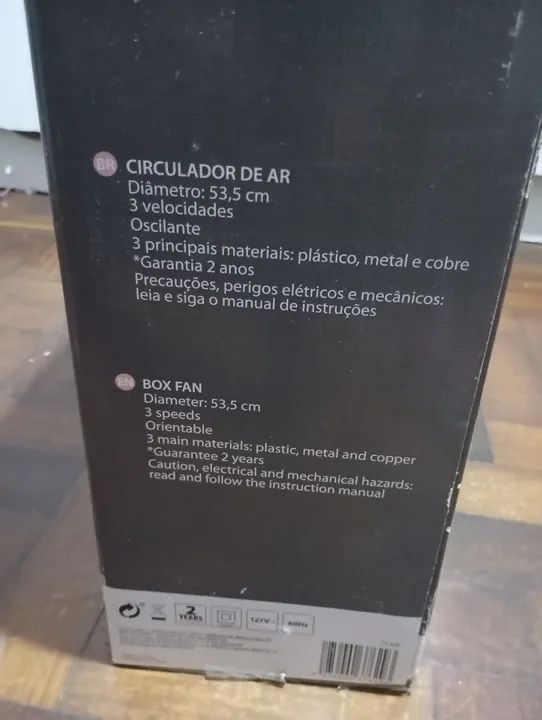 BR CIRCULADOR DE AR
Diâmetro: 53,5 cm
3 velocidades
Oscilante
3 principais materiais: plástico, metal e cobre
*Garantia 2 anos
Precauções, perigos elétricos e mecânicos:
leia e siga o manual de instruções
EN BOX FAN
Diameter: 53,5 cm
3 speeds
Orientable
3 main materials: plastic, metal and copper
*Guarantee 2 years
Caution, electrical and mechanical hazards:
read and follow the instruction manual
2 YEARS 127V~ 60Hz